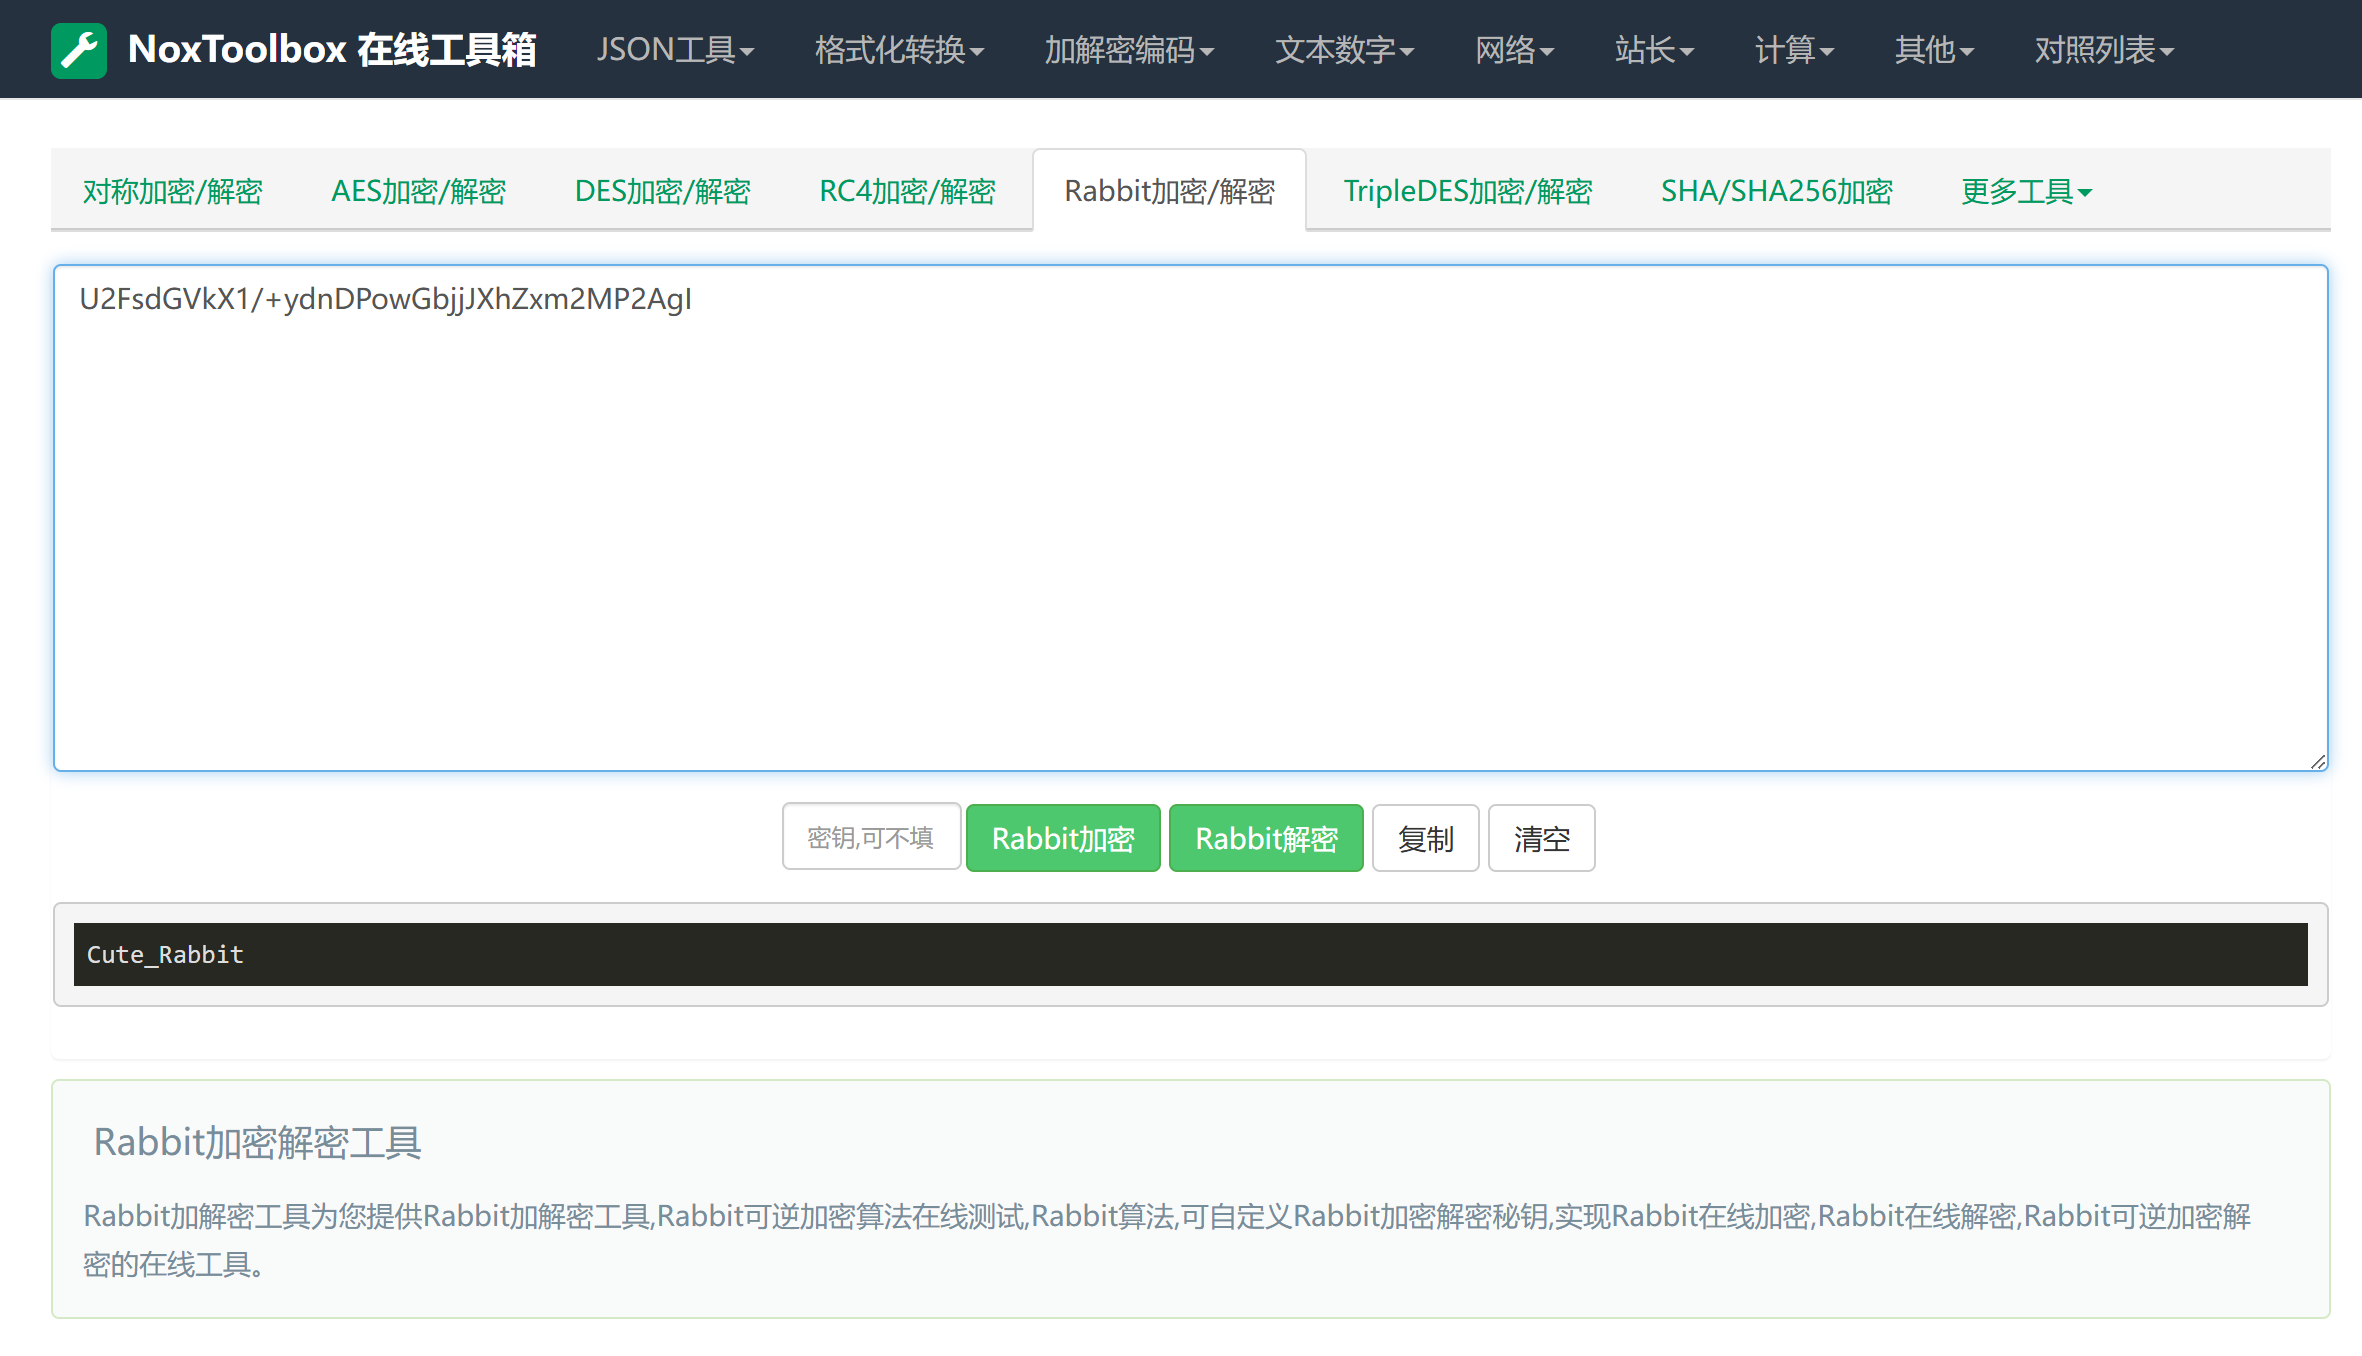 NoxToolbox 在线工具箱 JSON工具 格式化转换 加解密编码 文本数字 网络 站长 计算 其他 对照列表
对称加密/解密 AES加密/解密 DES加密/解密 RC4加密/解密 Rabbit加密/解密 TripleDES加密/解密 SHA/SHA256加密 更多工具
U2FsdGVkX1/+ydnDPowGbjjJXhZxm2MP2AgI
密钥,可不填 Rabbit加密 Rabbit解密 复制 清空
Cute_Rabbit
Rabbit加密解密工具
Rabbit加解密工具为您提供Rabbit加解密工具,Rabbit可逆加密算法在线测试,Rabbit算法,可自定义Rabbit加密解密秘钥,实现Rabbit在线加密,Rabbit在线解密,Rabbit可逆加密解
密的在线工具。